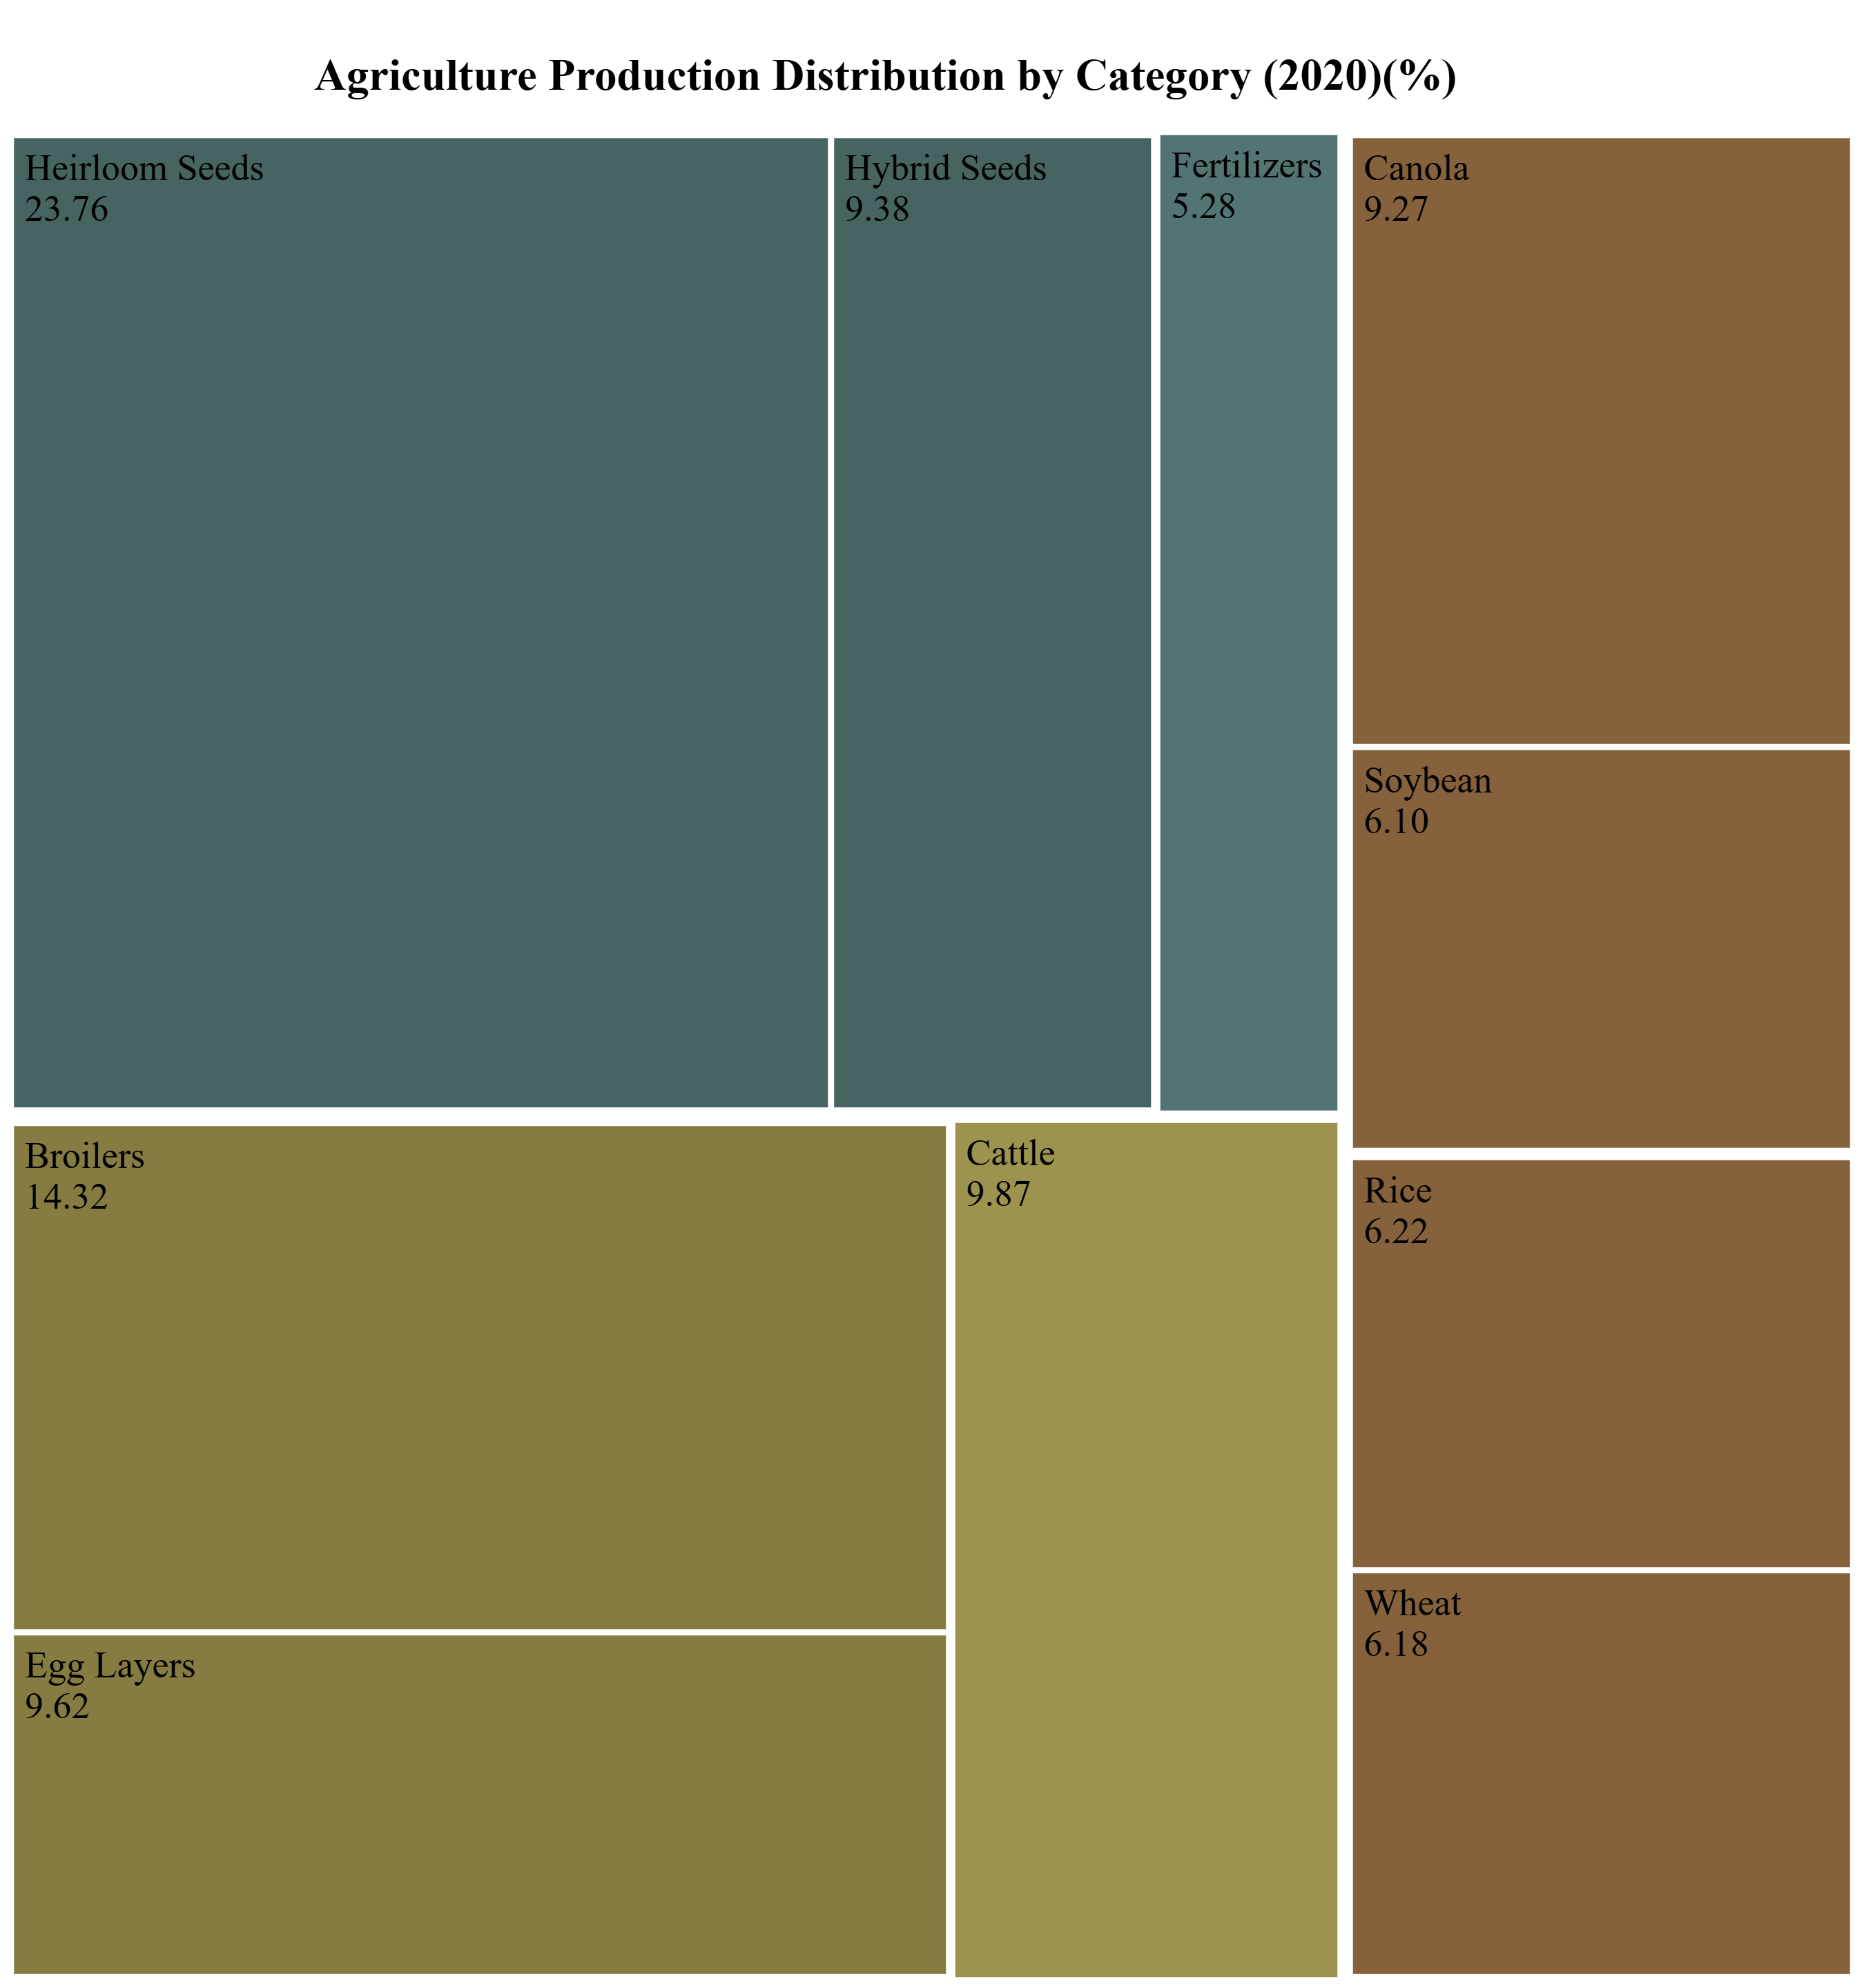 Agriculture Production Distribution by Category (2020)(%)
Heirloom Seeds
23.76
Hybrid Seeds
9.38
Fertilizers
5.28
Canola
9.27
Soybean
6.10
Broilers
14.32
Cattle
9.87
Rice
6.22
Wheat
6.18
Egg Layers
9.62